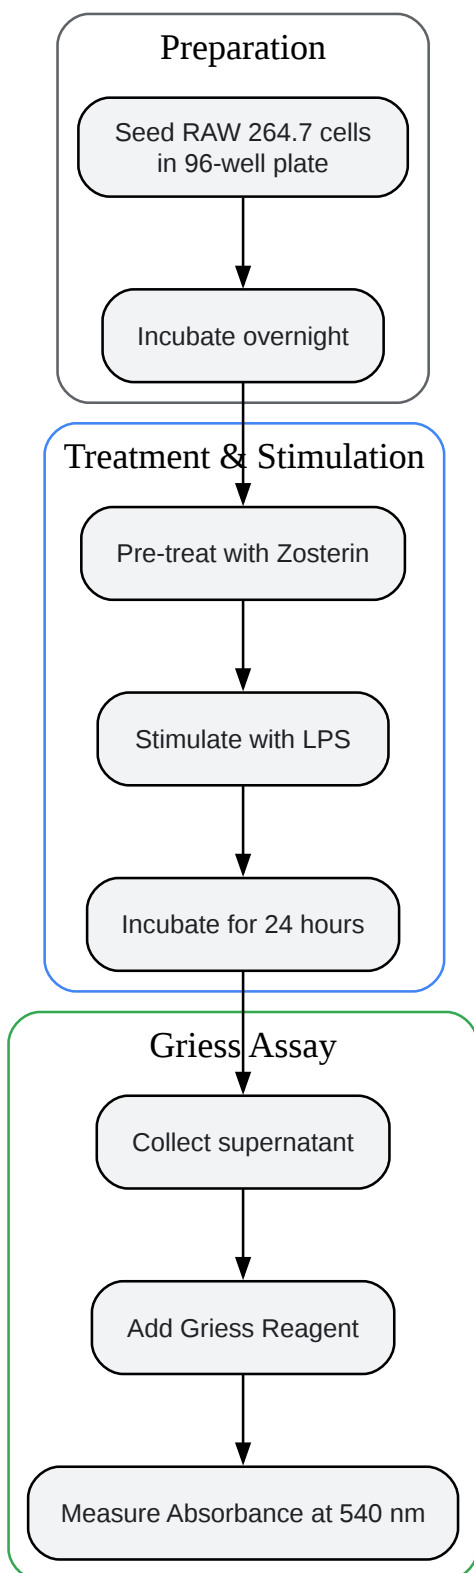 Preparation
Seed RAW 264.7 cells
in 96-well plate
Incubate overnight
Treatment & Stimulation
Pre-treat with Zosterin
Stimulate with LPS
Incubate for 24 hours
Griess Assay
Collect supernatant
Add Griess Reagent
Measure Absorbance at 540 nm